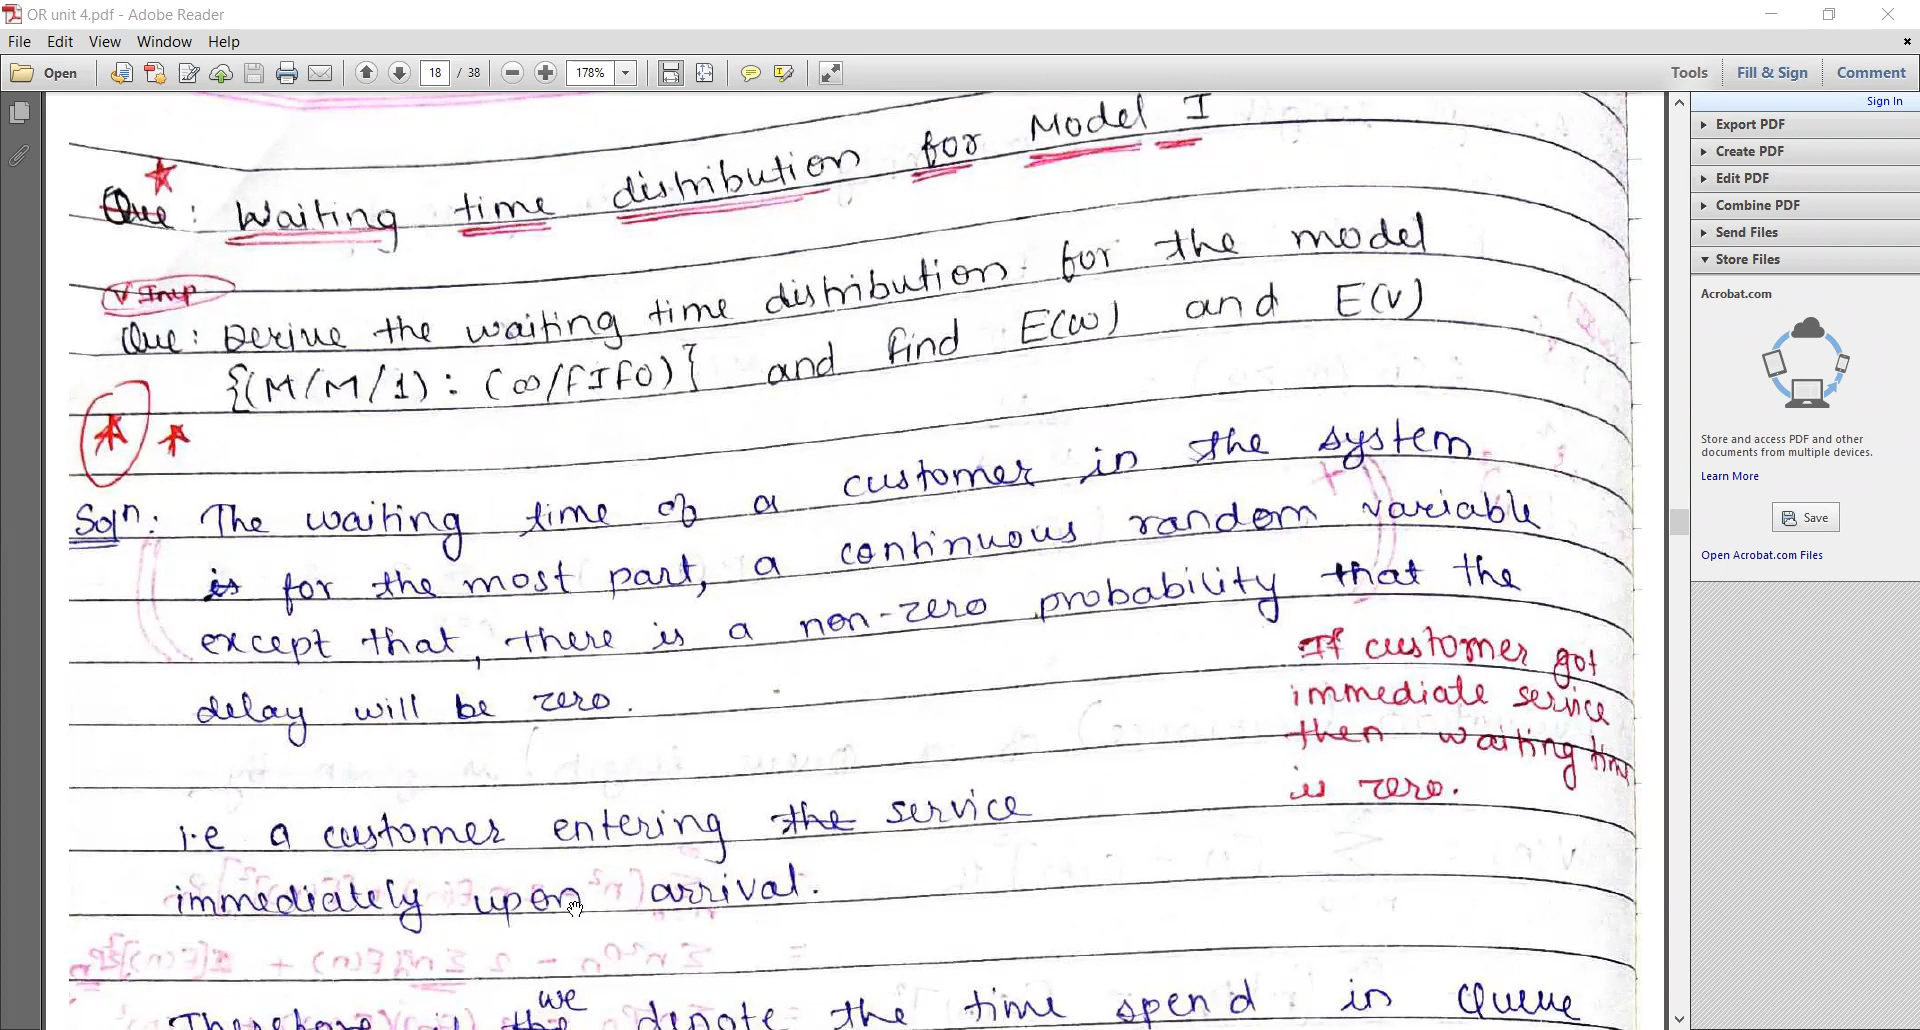 OR unit 4.pdf - Adobe Reader
File Edit View Window Help
Open 18 / 38 178% Tools Fill & Sign Comment
Sign In
Export PDF
Create PDF
Edit PDF
Combine PDF
Send Files
Store Files
Acrobat.com
Store and access PDF and other
documents from multiple devices.
Learn More
Save
Open Acrobat.com Files
Que: Waiting time distribution for Model I
V Imp
Que: Derive the waiting time distribution for the model
{(M/M/1): (∞/FIFO)} and find E(w) and E(v)
Soln: The waiting time of a customer in the system
is for the most part, a continuous random variable
except that, there is a non-zero probability that the
delay will be zero.
If customer got
immediate service
then waiting time
is zero.
i.e a customer entering the service
immediately upon arrival.
we
the denote the time spend in Queue